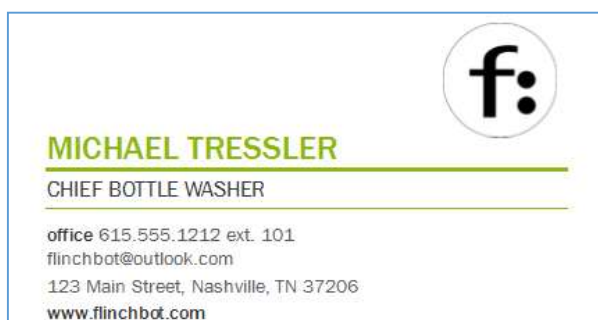 f:
MICHAEL TRESSLER
CHIEF BOTTLE WASHER
office 615.555.1212 ext. 101
flinchbot@outlook.com
123 Main Street, Nashville, TN 37206
www.flinchbot.com